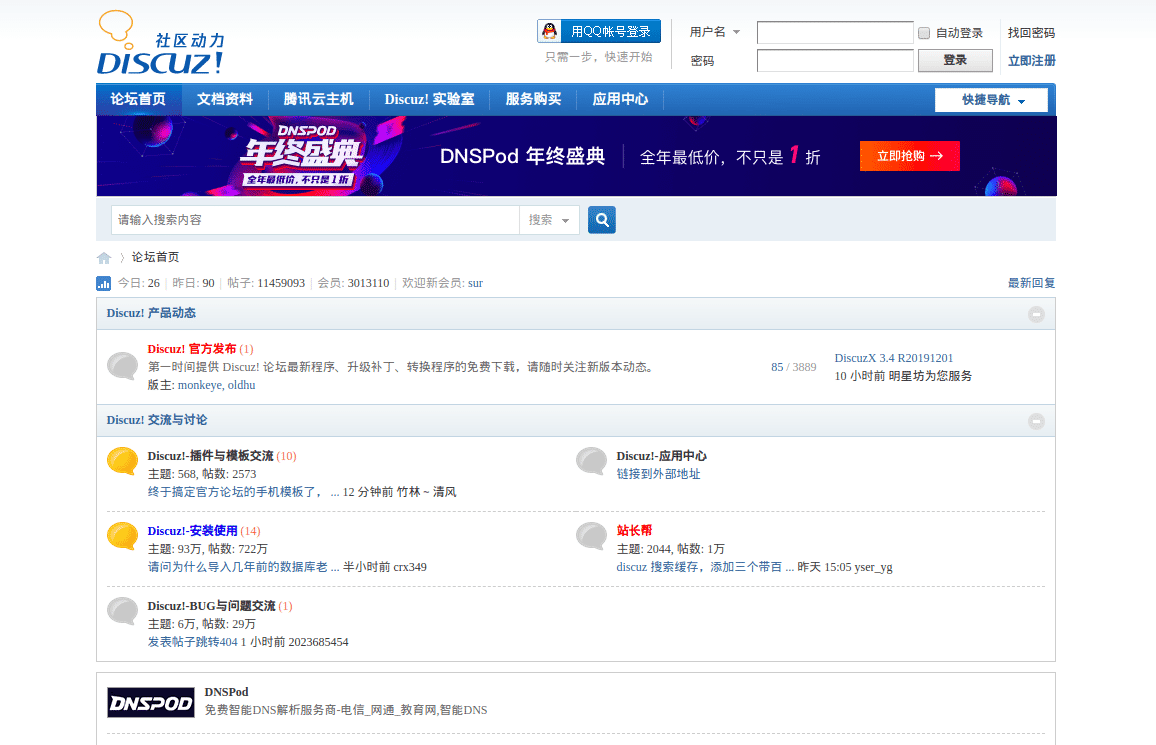 社区动力
DISCUZ!
用QQ帐号登录
只需一步，快速开始
用户名
自动登录
找回密码
密码
登录
立即注册
论坛首页 文档资料 腾讯云主机 Discuz! 实验室 服务购买 应用中心 快捷导航
DNSPOD
年终盛典
全年最低价，不只是1折
DNSPod 年终盛典 全年最低价，不只是 1 折 立即抢购
请输入搜索内容 搜索
论坛首页
今日: 26 | 昨日: 90 | 帖子: 11459093 | 会员: 3013110 | 欢迎新会员: sur 最新回复
Discuz! 产品动态
Discuz! 官方发布 (1)
第一时间提供 Discuz! 论坛最新程序、升级补丁、转换程序的免费下载，请随时关注新版本动态。
版主: monkeye, oldhu
85 / 3889
DiscuzX 3.4 R20191201
10 小时前 明星坊为您服务
Discuz! 交流与讨论
Discuz!-插件与模板交流 (10)
主题: 568, 帖数: 2573
终于搞定官方论坛的手机模板了， ... 12 分钟前 竹林 ~ 清风
Discuz!-应用中心
链接到外部地址
Discuz!-安装使用 (14)
主题: 93万, 帖数: 722万
请问为什么导入几年前的数据库老 ... 半小时前 crx349
站长帮
主题: 2044, 帖数: 1万
discuz 搜索缓存，添加三个带百 ... 昨天 15:05 yser_yg
Discuz!-BUG与问题交流 (1)
主题: 6万, 帖数: 29万
发表帖子跳转404 1 小时前 2023685454
DNSPOD
DNSPod
免费智能DNS解析服务商-电信_网通_教育网,智能DNS